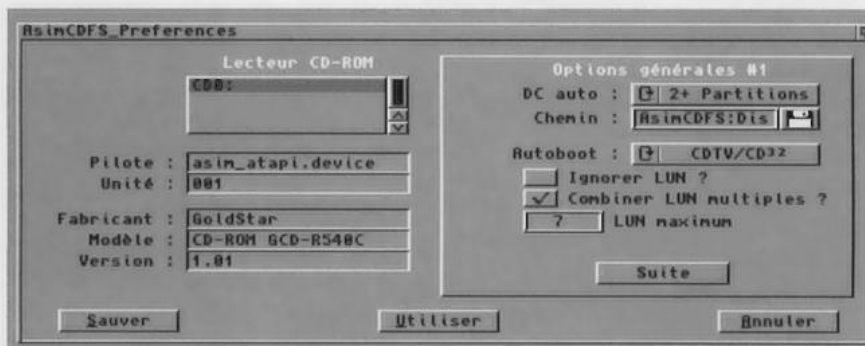 AsimCDFS_Preferences
Lecteur CD-ROM
CD0:
Pilote : asim_atapi.device
Unité : 001
Fabricant : GoldStar
Modèle : CD-ROM GCD-R540C
Version : 1.01
Options générales #1
DC auto : 2+ Partitions
Chemin : AsimCDFS:Dis
Autoboot : CDTV/CD³²
Ignorer LUN ?
Combiner LUN multiples ?
7 LUN maximum
Suite
Sauver
Utiliser
Annuler